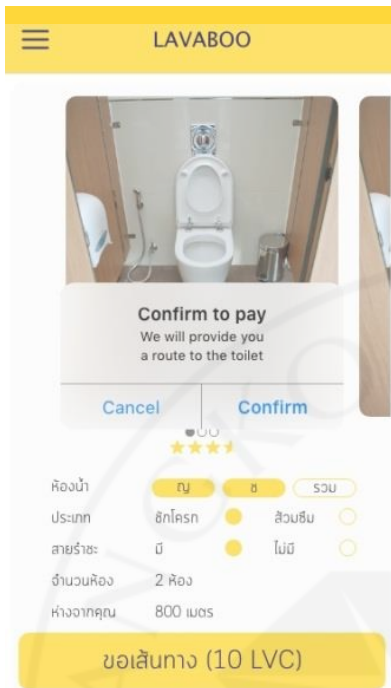 LAVABOO
Confirm to pay
We will provide you
a route to the toilet
Cancel Confirm
ห้องน้ำ ญ ช รวม
ประเภท ชักโครก ส้วมซึม
สายชำระ มี ไม่มี
จำนวนห้อง 2 ห้อง
ห่างจากคุณ 800 เมตร
ขอเส้นทาง (10 LVC)